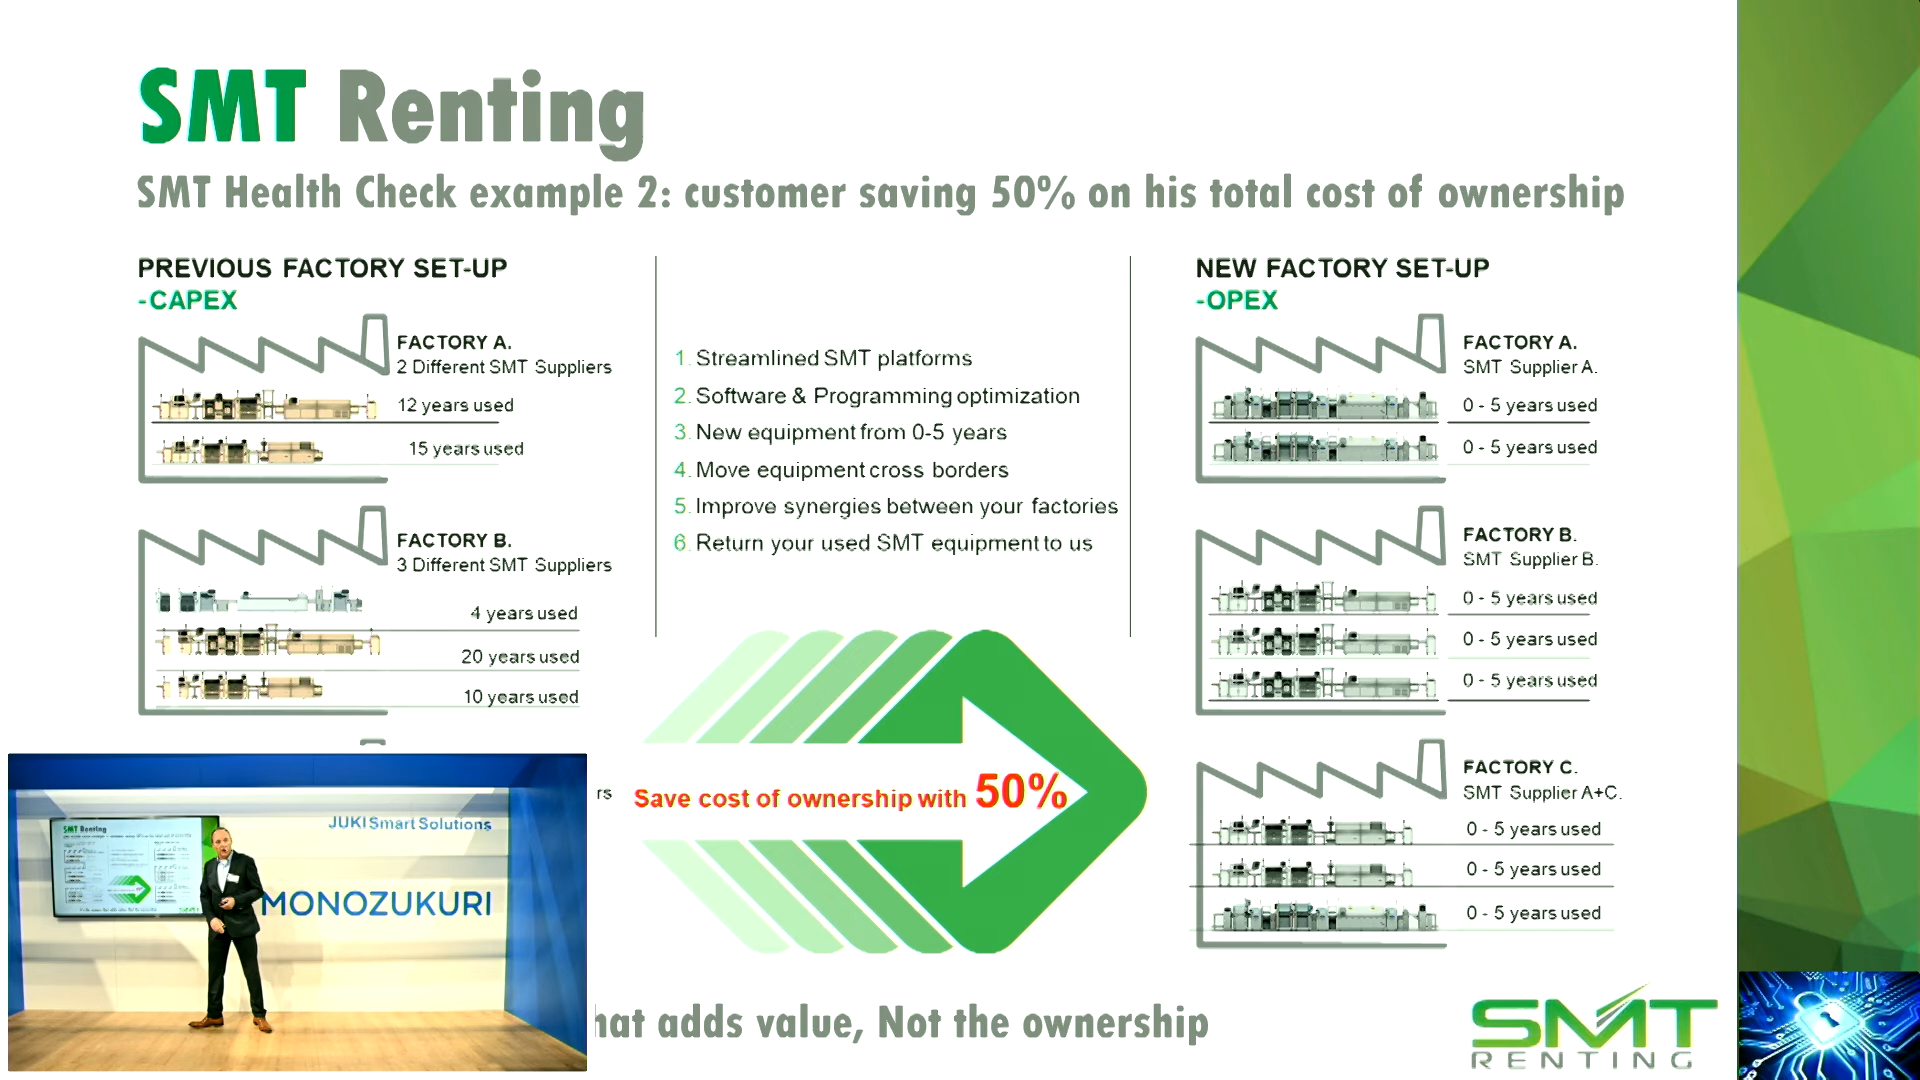 SMT Renting
SMT Health Check example 2: customer saving 50% on his total cost of ownership
PREVIOUS FACTORY SET-UP
-CAPEX
FACTORY A.
2 Different SMT Suppliers
12 years used
15 years used
FACTORY B.
3 Different SMT Suppliers
4 years used
20 years used
10 years used
rs
1. Streamlined SMT platforms
2. Software & Programming optimization
3. New equipment from 0-5 years
4. Move equipment cross borders
5. Improve synergies between your factories
6. Return your used SMT equipment to us
Save cost of ownership with 50%
NEW FACTORY SET-UP
-OPEX
FACTORY A.
SMT Supplier A.
0 - 5 years used
0 - 5 years used
FACTORY B.
SMT Supplier B.
0 - 5 years used
0 - 5 years used
0 - 5 years used
FACTORY C.
SMT Supplier A+C.
0 - 5 years used
0 - 5 years used
0 - 5 years used
JUKI Smart Solutions
SMT Renting
MONOZUKURI
hat adds value, Not the ownership
SMT
RENTING